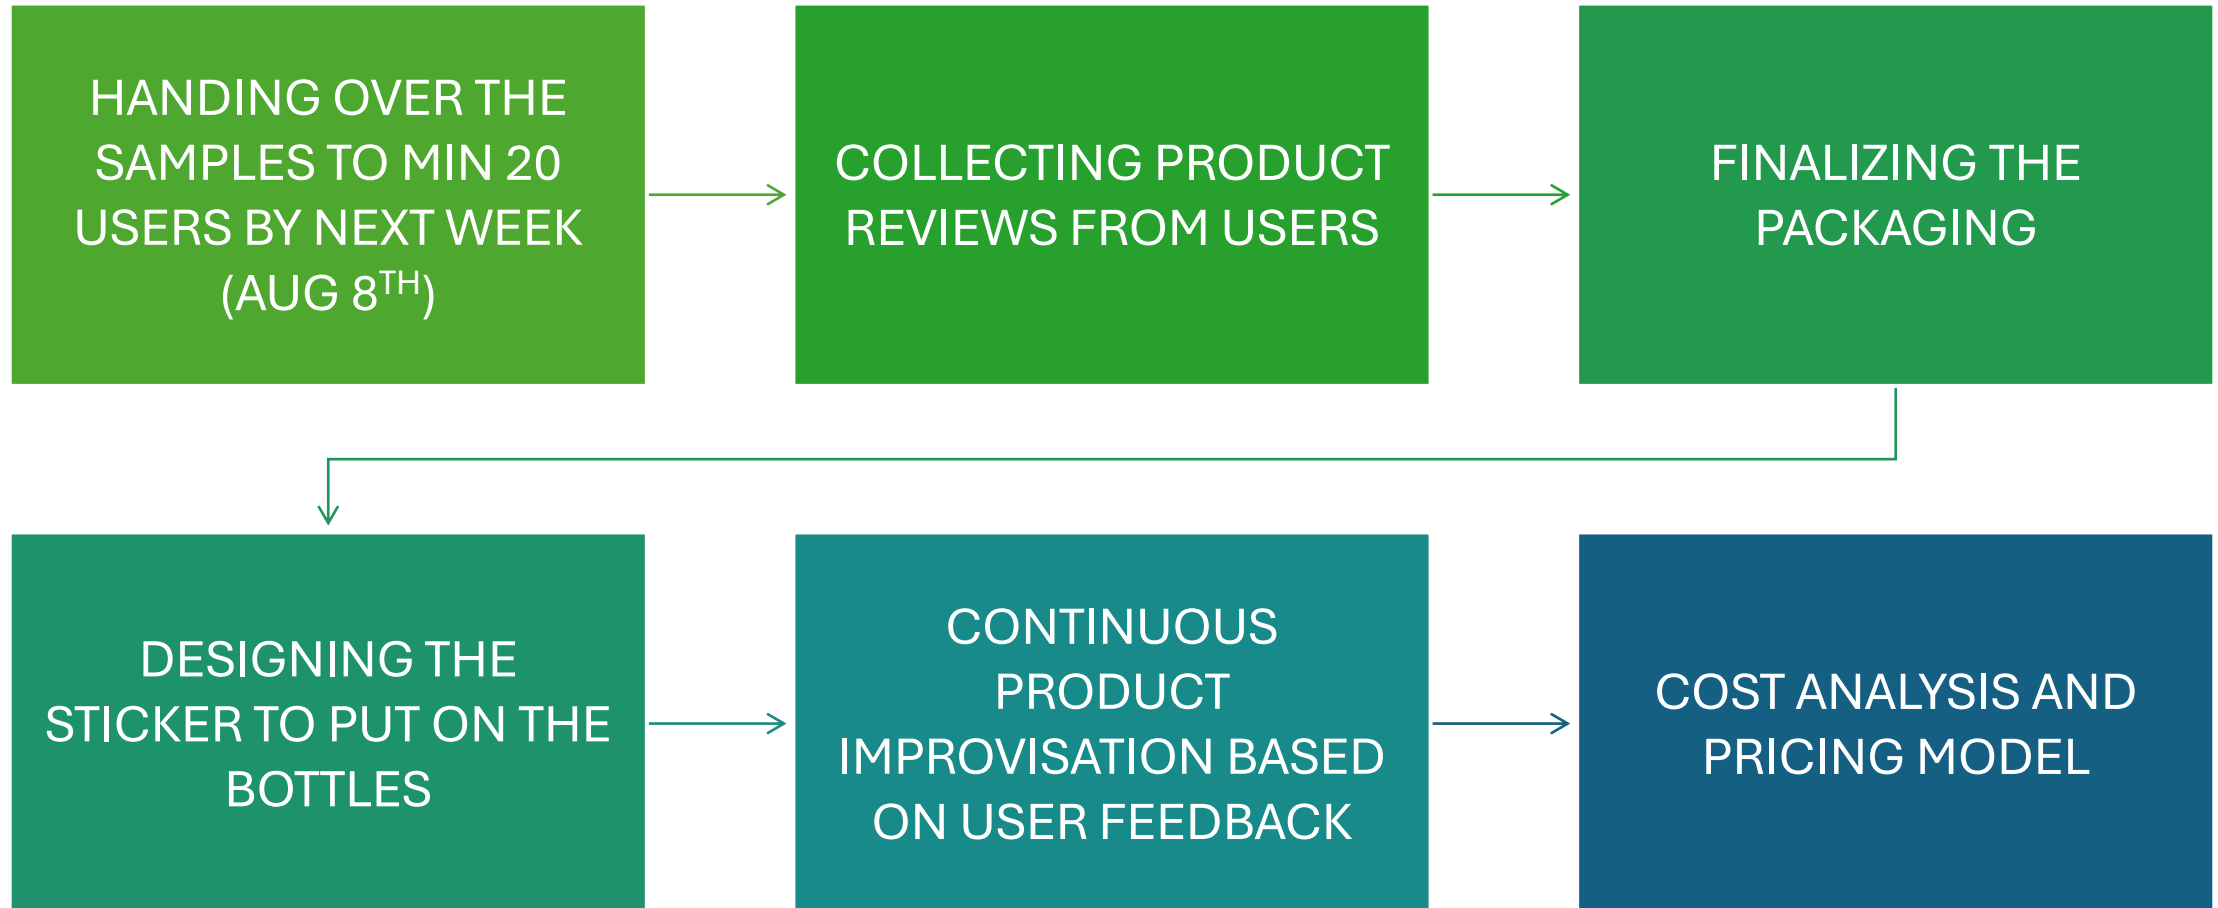 HANDING OVER THE
SAMPLES TO MIN 20
USERS BY NEXT WEEK
(AUG 8TH)
COLLECTING PRODUCT
REVIEWS FROM USERS
FINALIZING THE
PACKAGING
DESIGNING THE
STICKER TO PUT ON THE
BOTTLES
CONTINUOUS
PRODUCT
IMPROVISATION BASED
ON USER FEEDBACK
COST ANALYSIS AND
PRICING MODEL